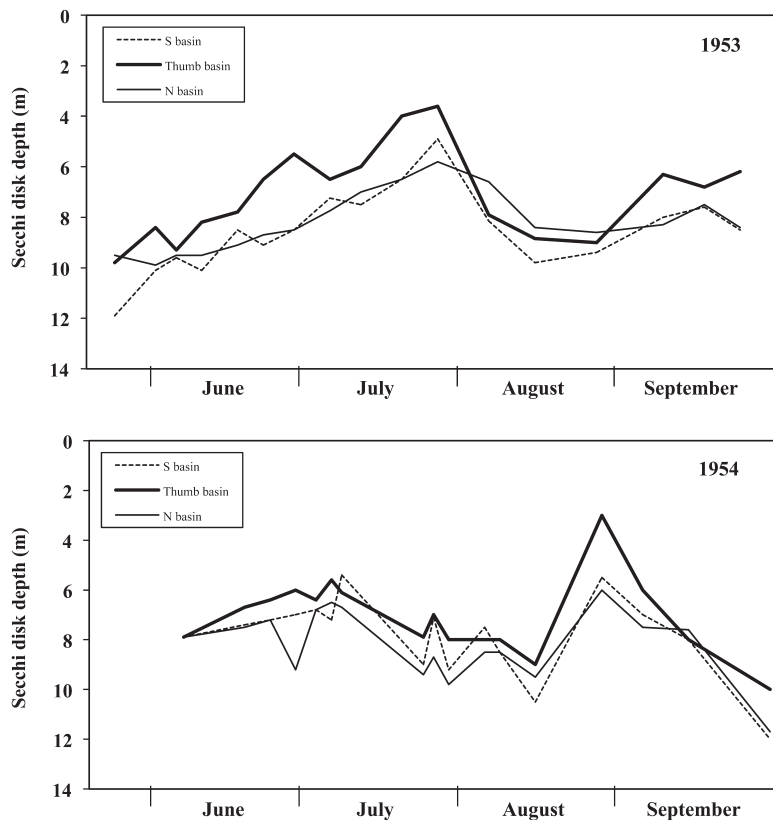 0
2
4
6
8
10
12
14
Secchi disk depth (m)
S basin
Thumb basin
N basin
1953
June
July
August
September
0
2
4
6
8
10
12
14
Secchi disk depth (m)
S basin
Thumb basin
N basin
1954
June
July
August
September